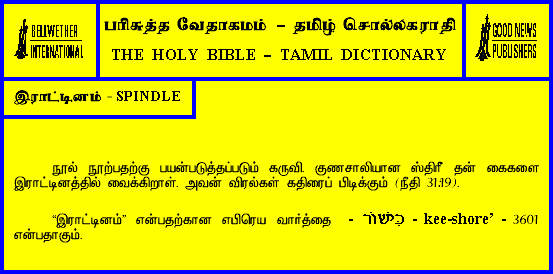 BELLWETHER
INTERNATIONAL
பரிசுத்த வேதாகமம் – தமிழ் சொல்லகராதி
THE HOLY BIBLE – TAMIL DICTIONARY
GOOD NEWS
PUBLISHERS
இராட்டினம் - SPINDLE
நூல் நூற்பதற்கு பயன்படுத்தப்படும் கருவி. குணசாலியான ஸ்திரீ தன் கைகளை
இராட்டினத்தில் வைக்கிறாள். அவன் விரல்கள் கதிரைப் பிடிக்கும் (நீதி 31:19).
“இராட்டினம்” என்பதற்கான எபிரெய வார்த்தை - כִּישׁוֹר - kee-shore’ - 3601
என்பதாகும்.